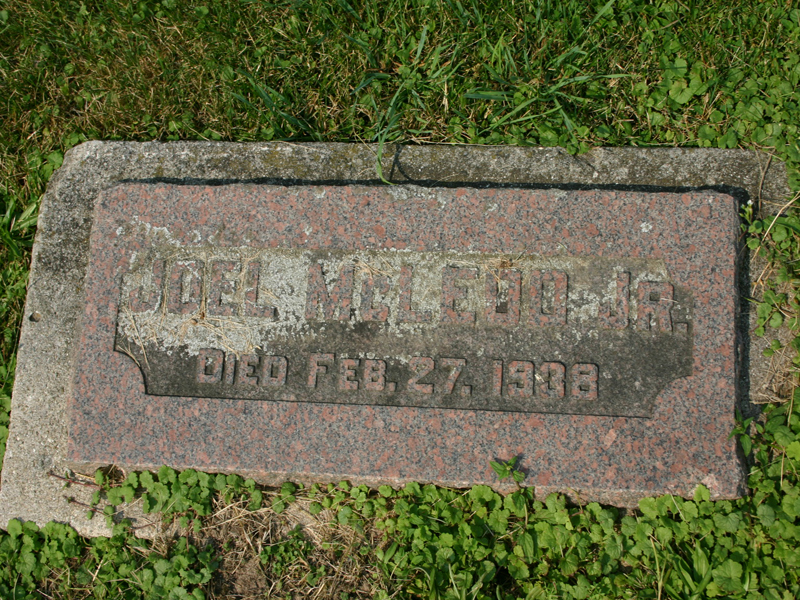 JOEL McLEOD JR.
DIED FEB. 27, 1938